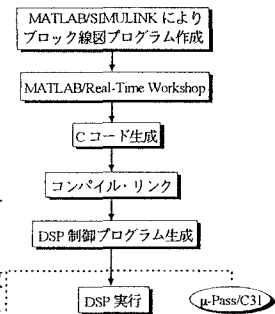 MATLAB/SIMULINK により
ブロック線図プログラム作成
MATLAB/Real-Time Workshop
C コード生成
コンパイル・リンク
DSP 制御プログラム生成
DSP 実行
μ-Pass/C31